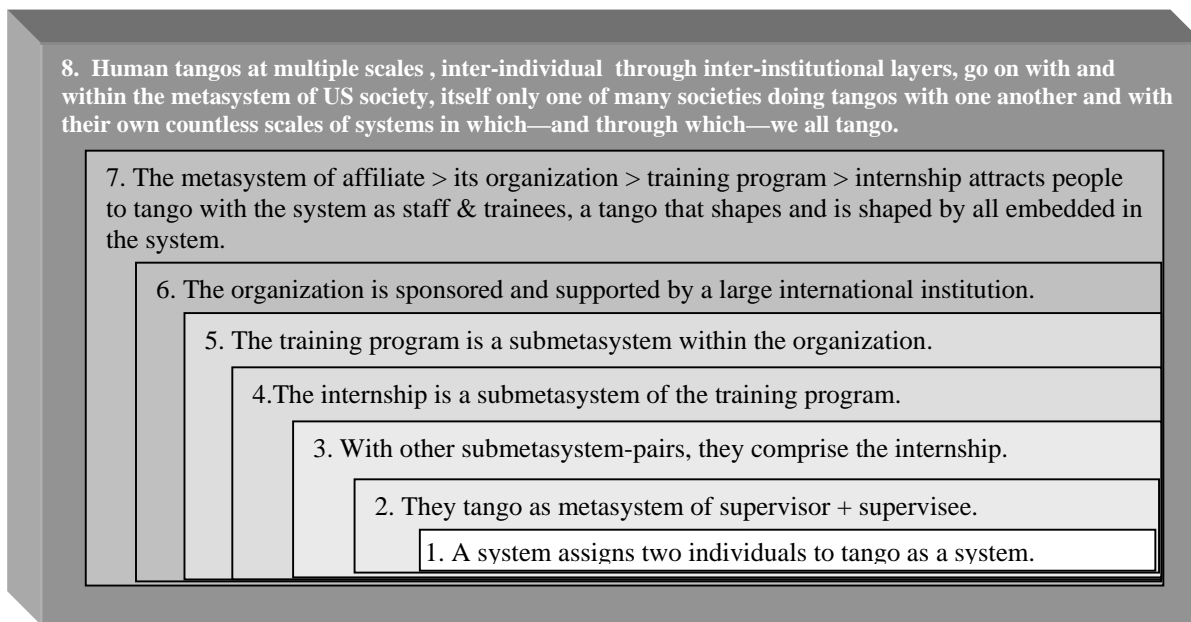 8.  Human tangos at multiple scales , inter-individual  through inter-institutional layers, go on with and
within the metasystem of US society, itself only one of many societies doing tangos with one another and with
their own countless scales of systems in which—and through which—we all tango.
7. The metasystem of affiliate > its organization > training program > internship attracts people
to tango with the system as staff & trainees, a tango that shapes and is shaped by all embedded in
the system.
6. The organization is sponsored and supported by a large international institution.
5. The training program is a submetasystem within the organization.
4.The internship is a submetasystem of the training program.
3. With other submetasystem-pairs, they comprise the internship.
2. They tango as metasystem of supervisor + supervisee.
1. A system assigns two individuals to tango as a system.